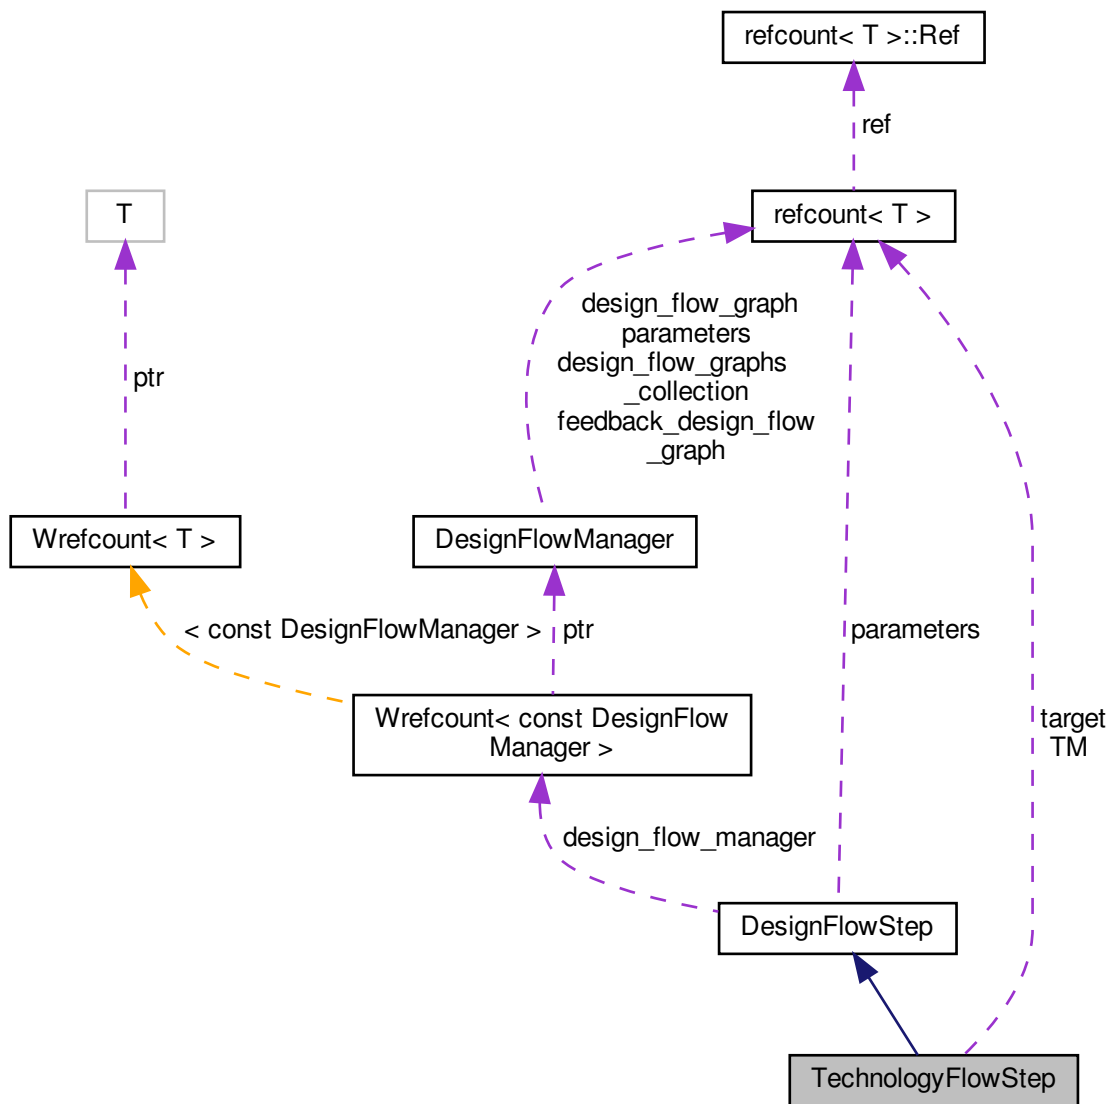 refcount< T >::Ref
ref
T
refcount< T >
design_flow_graph
parameters
design_flow_graphs
_collection
feedback_design_flow
_graph
ptr
Wrefcount< T >
DesignFlowManager
< const DesignFlowManager >
ptr
parameters
Wrefcount< const DesignFlow
Manager >
target
TM
design_flow_manager
DesignFlowStep
TechnologyFlowStep